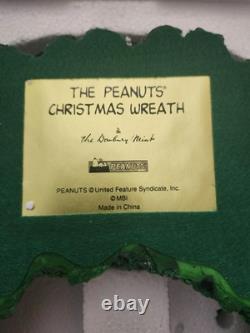 THE PEANUTS®
CHRISTMAS WREATH
The Danbury Mint
PEANUTS
PEANUTS © United Feature Syndicate, Inc.
© MBI
Made in China